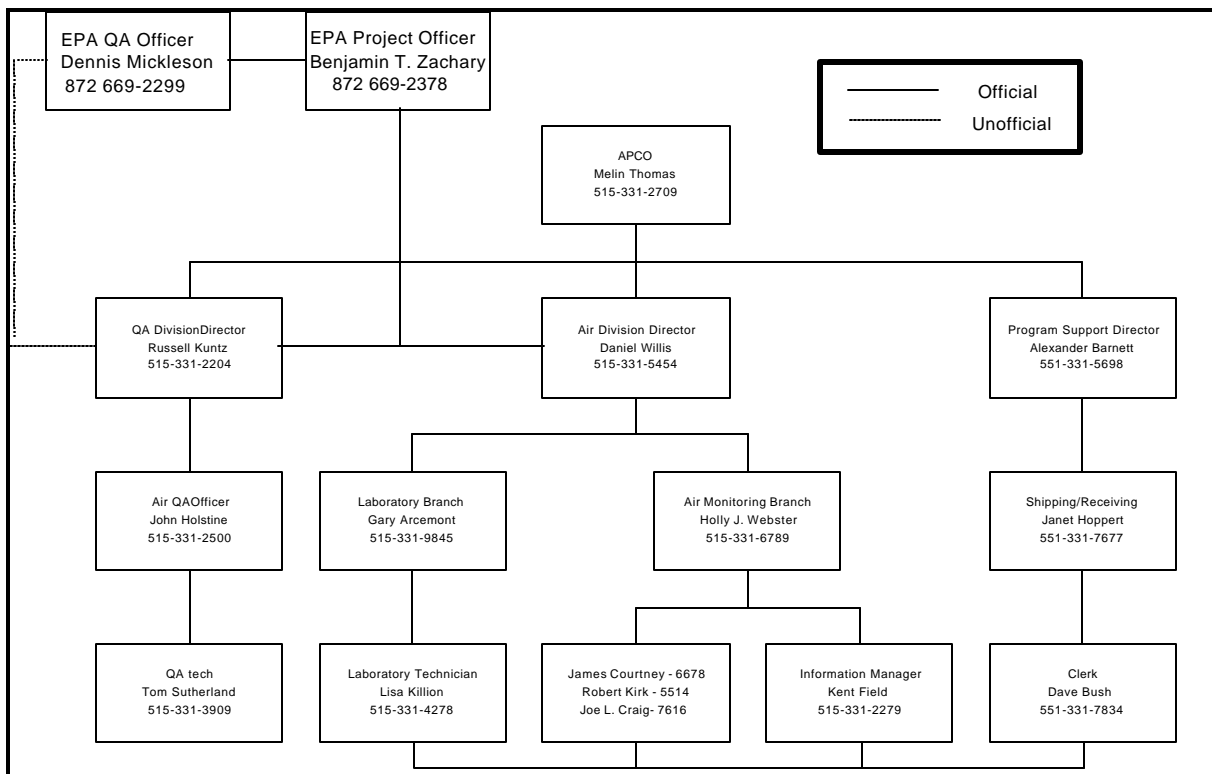 EPA QA Officer
Dennis Mickleson
872 669-2299
EPA Project Officer
Benjamin T. Zachary
872 669-2378
Official
Unofficial
APCO
Melin Thomas
515-331-2709
QA DivisionDirector
Russell Kuntz
515-331-2204
Air Division Director
Daniel Willis
515-331-5454
Program Support Director
Alexander Barnett
551-331-5698
Air QAOfficer
John Holstine
515-331-2500
Laboratory Branch
Gary Arcemont
515-331-9845
Air Monitoring Branch
Holly J. Webster
515-331-6789
Shipping/Receiving
Janet Hoppert
551-331-7677
QA tech
Tom Sutherland
515-331-3909
Laboratory Technician
Lisa Killion
515-331-4278
James Courtney - 6678
Robert Kirk - 5514
Joe L. Craig- 7616
Information Manager
Kent Field
515-331-2279
Clerk
Dave Bush
551-331-7834